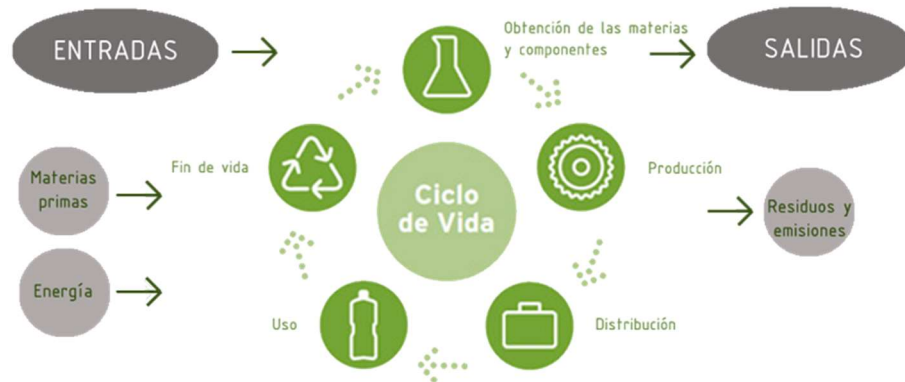 ENTRADAS
Obtención de las materias
y componentes
SALIDAS
Materias
primas
Fin de vida
Ciclo
de Vida
Producción
Residuos y
emisiones
Energía
Uso
Distribución